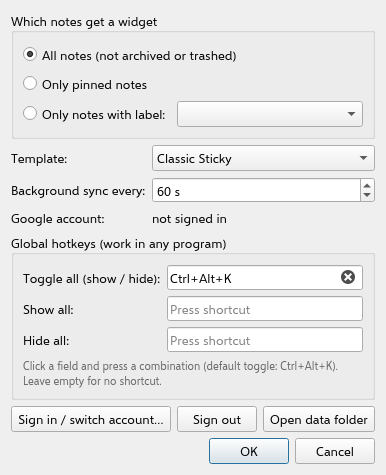 Which notes get a widget
All notes (not archived or trashed)
Only pinned notes
Only notes with label:
Template: Classic Sticky
Background sync every: 60 s
Google account: not signed in
Global hotkeys (work in any program)
Toggle all (show / hide): Ctrl+Alt+K
Show all: Press shortcut
Hide all: Press shortcut
Click a field and press a combination (default toggle: Ctrl+Alt+K).
Leave empty for no shortcut.
Sign in / switch account... Sign out Open data folder
OK Cancel